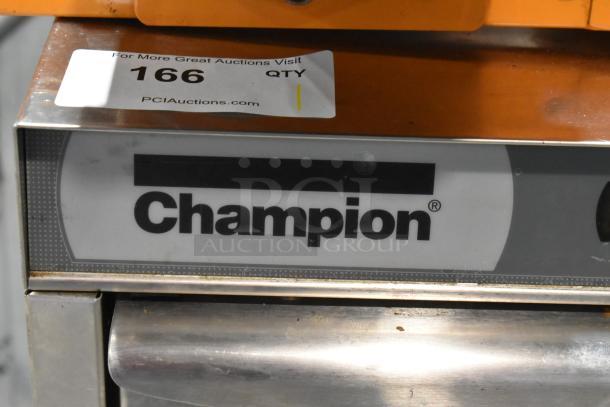 For More Great Auctions Visit
166 QTY
PCIAuctions.com
Champion®
PCI
AUCTION GROUP